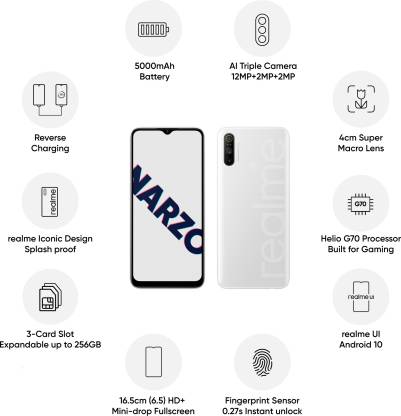 5000mAh
Battery
AI Triple Camera
12MP+2MP+2MP
Reverse
Charging
4cm Super
Macro Lens
NARZO
realme
realme
realme Iconic Design
Splash proof
G70
Helio G70 Processor
Built for Gaming
3-Card Slot
Expandable up to 256GB
realme UI
realme UI
Android 10
16.5cm (6.5) HD+
Mini-drop Fullscreen
Fingerprint Sensor
0.27s Instant unlock